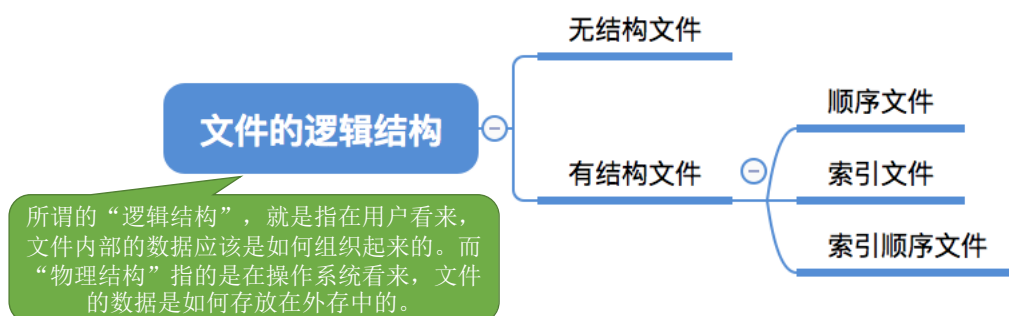 无结构文件
文件的逻辑结构
有结构文件
顺序文件
索引文件
索引顺序文件
所谓的“逻辑结构”，就是指在用户看来，
文件内部的数据应该是如何组织起来的。而
“物理结构”指的是在操作系统看来，文件
的数据是如何存放在外存中的。